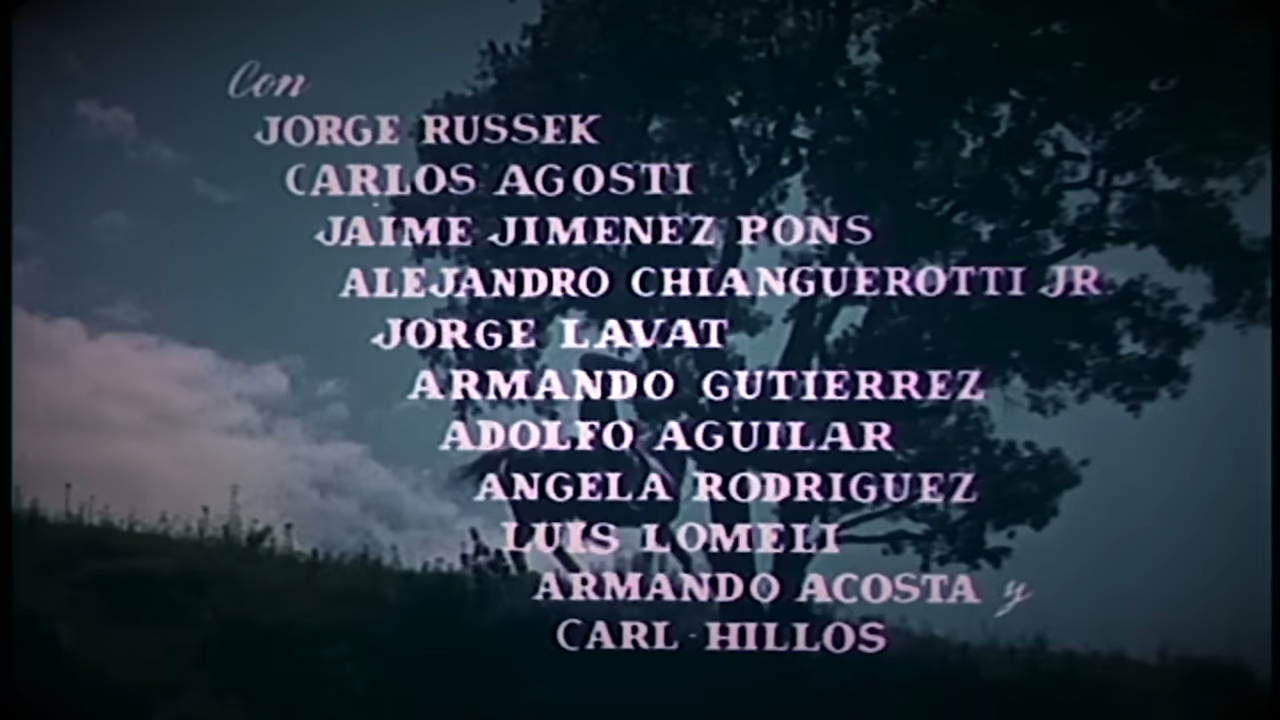 Con
JORGE RUSSEK
CARLOS AGOSTI
JAIME JIMENEZ PONS
ALEJANDRO CHIANGUEROTTI JR.
JORGE LAVAT
ARMANDO GUTIERREZ
ADOLFO AGUILAR
ANGELA RODRIGUEZ
LUIS LOMELI
ARMANDO ACOSTA y
CARL-HILLOS